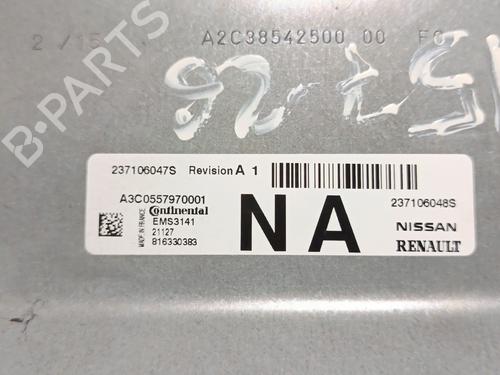 2 /15
A2C38542500 00
237106047S Revision A 1
A3C0557970001 Continental
EMS3141
21127
816330383
MADE IN FRANCE
NA
237106048S
NISSAN
RENAULT
B-PARTS